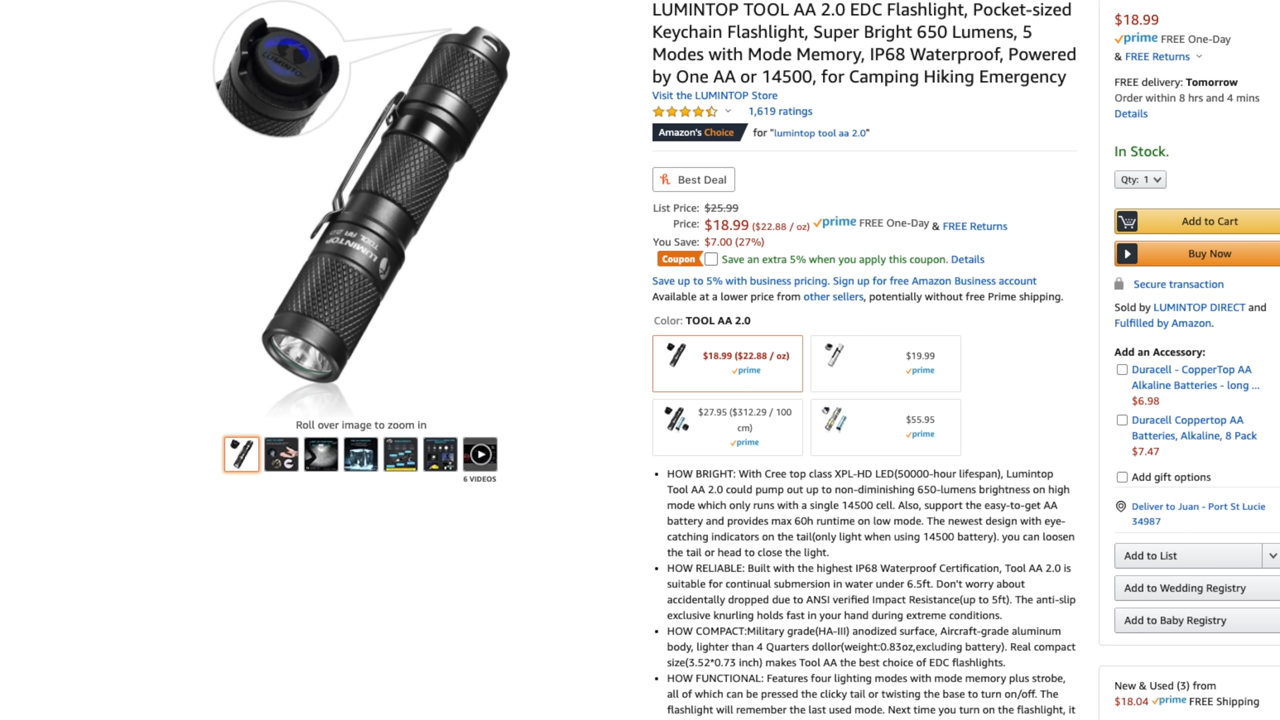 LUMINTOP
TOOL AA 2.0
LUMINTOP
Roll over image to zoom in
6 VIDEOS
LUMINTOP TOOL AA 2.0 EDC Flashlight, Pocket-sized
Keychain Flashlight, Super Bright 650 Lumens, 5
Modes with Mode Memory, IP68 Waterproof, Powered
by One AA or 14500, for Camping Hiking Emergency
Visit the LUMINTOP Store
1,619 ratings
Amazon's Choice for "lumintop tool aa 2.0"
Best Deal
List Price: $25.99
Price: $18.99 ($22.88 / oz) prime FREE One-Day & FREE Returns
You Save: $7.00 (27%)
Coupon Save an extra 5% when you apply this coupon. Details
Save up to 5% with business pricing. Sign up for free Amazon Business account
Available at a lower price from other sellers, potentially without free Prime shipping.
Color: TOOL AA 2.0
$18.99 ($22.88 / oz)
prime
$19.99
prime
$27.95 ($312.29 / 100
cm)
prime
$55.95
prime
• HOW BRIGHT: With Cree top class XPL-HD LED(50000-hour lifespan), Lumintop
Tool AA 2.0 could pump out up to non-diminishing 650-lumens brightness on high
mode which only runs with a single 14500 cell. Also, support the easy-to-get AA
battery and provides max 60h runtime on low mode. The newest design with eye-
catching indicators on the tail(only light when using 14500 battery). you can loosen
the tail or head to close the light.
• HOW RELIABLE: Built with the highest IP68 Waterproof Certification, Tool AA 2.0 is
suitable for continual submersion in water under 6.5ft. Don't worry about
accidentally dropped due to ANSI verified Impact Resistance(up to 5ft). The anti-slip
exclusive knurling holds fast in your hand during extreme conditions.
• HOW COMPACT:Military grade(HA-III) anodized surface, Aircraft-grade aluminum
body, lighter than 4 Quarters dollor(weight:0.83oz,excluding battery). Real compact
size(3.52*0.73 inch) makes Tool AA the best choice of EDC flashlights.
• HOW FUNCTIONAL: Features four lighting modes with mode memory plus strobe,
all of which can be pressed the clicky tail or twisting the base to turn on/off. The
flashlight will remember the last used mode. Next time you turn on the flashlight, it
$18.99
prime FREE One-Day
& FREE Returns
FREE delivery: Tomorrow
Order within 8 hrs and 4 mins
Details
In Stock.
Qty: 1
Add to Cart
Buy Now
Secure transaction
Sold by LUMINTOP DIRECT and
Fulfilled by Amazon.
Add an Accessory:
Duracell - CopperTop AA
Alkaline Batteries - long ...
$6.98
Duracell Coppertop AA
Batteries, Alkaline, 8 Pack
$7.47
Add gift options
Deliver to Juan - Port St Lucie
34987
Add to List
Add to Wedding Registry
Add to Baby Registry
New & Used (3) from
$18.04 prime FREE Shipping